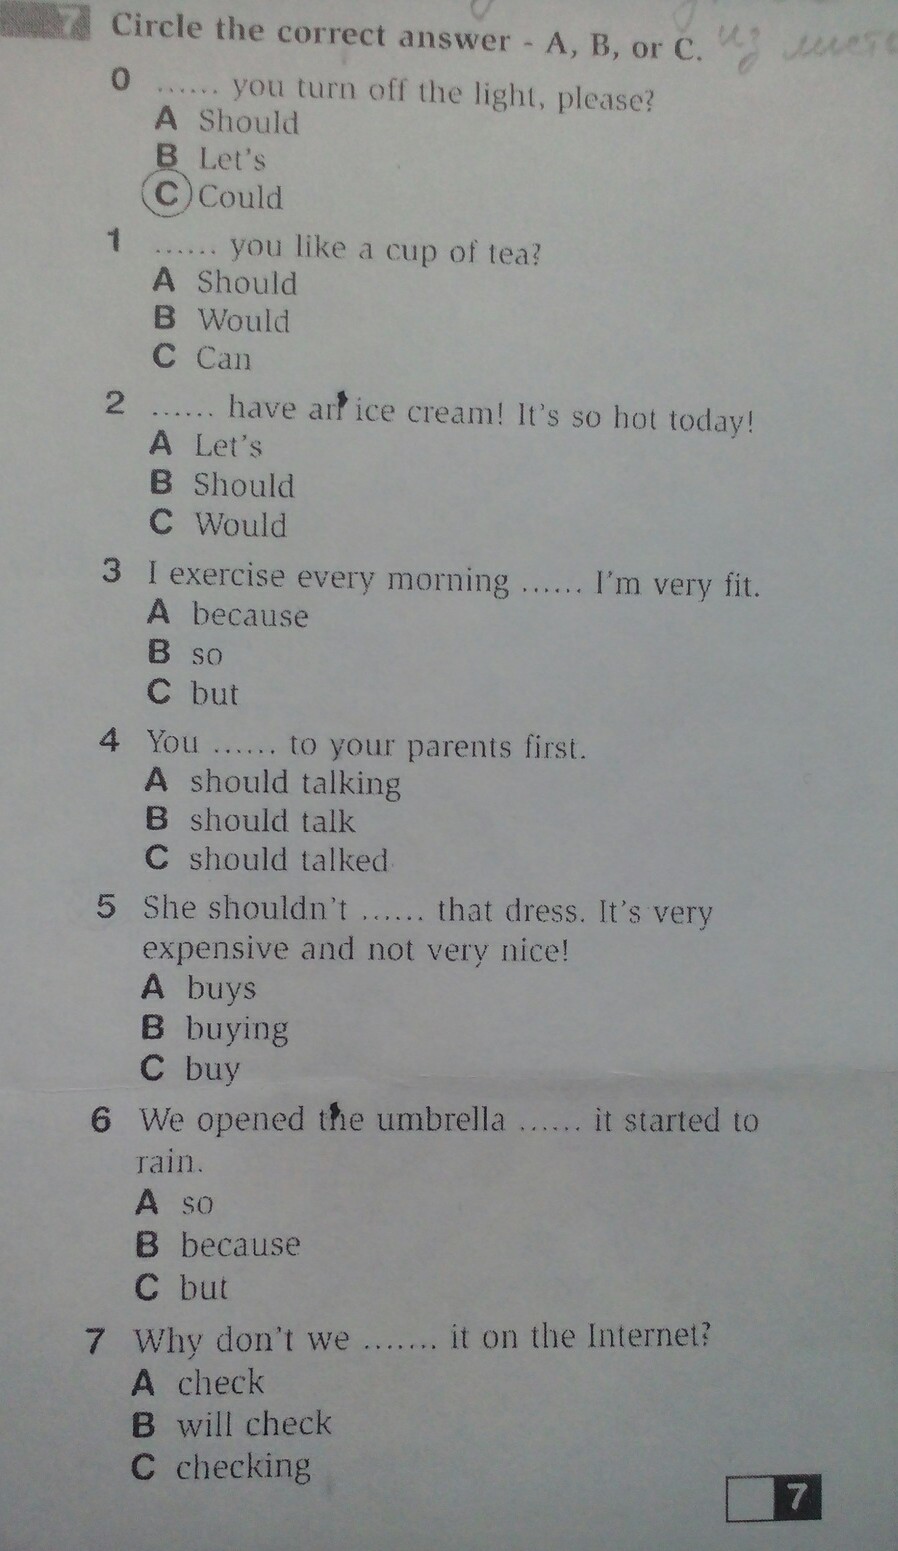 7 Circle the correct answer - A, B, or C. из
0 ...... you turn off the light, please?
A Should
B Let's
C Could
1 ...... you like a cup of tea?
A Should
B Would
C Can
2 ...... have an ice cream! It's so hot today!
A Let's
B Should
C Would
3 I exercise every morning ...... I'm very fit.
A because
B so
C but
4 You ...... to your parents first.
A should talking
B should talk
C should talked
5 She shouldn't ...... that dress. It's very
expensive and not very nice!
A buys
B buying
C buy
6 We opened the umbrella ...... it started to
rain.
A so
B because
C but
7 Why don't we ....... it on the Internet?
A check
B will check
C checking
7